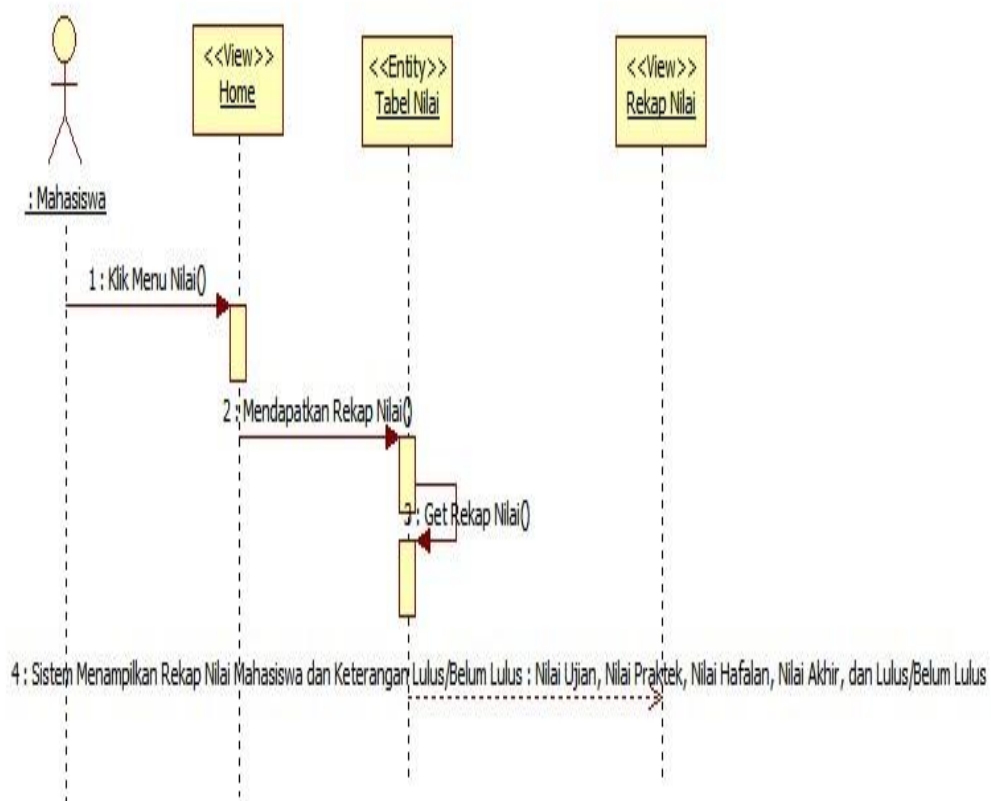 <<View>>
Home
<<Entity>>
Tabel Nilai
<<View>>
Rekap Nilai
: Mahasiswa
1 : Klik Menu Nilai()
2 : Mendapatkan Rekap Nilai()
3 : Get Rekap Nilai()
4 : Sistem Menampilkan Rekap Nilai Mahasiswa dan Keterangan Lulus/Belum Lulus : Nilai Ujian, Nilai Praktek, Nilai Hafalan, Nilai Akhir, dan Lulus/Belum Lulus